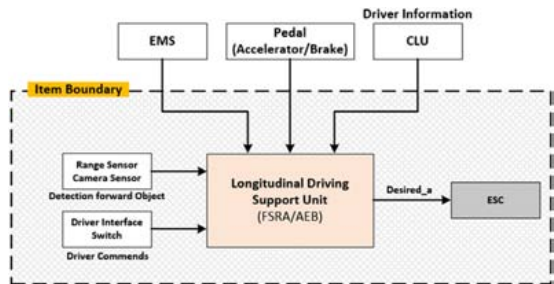 Driver Information
EMS
Pedal
(Accelerator/Brake)
CLU
Item Boundary
Range Sensor
Camera Sensor
Detection forward Object
Driver Interface
Switch
Driver Commends
Longitudinal Driving
Support Unit
(FSRA/AEB)
Desired_a
ESC